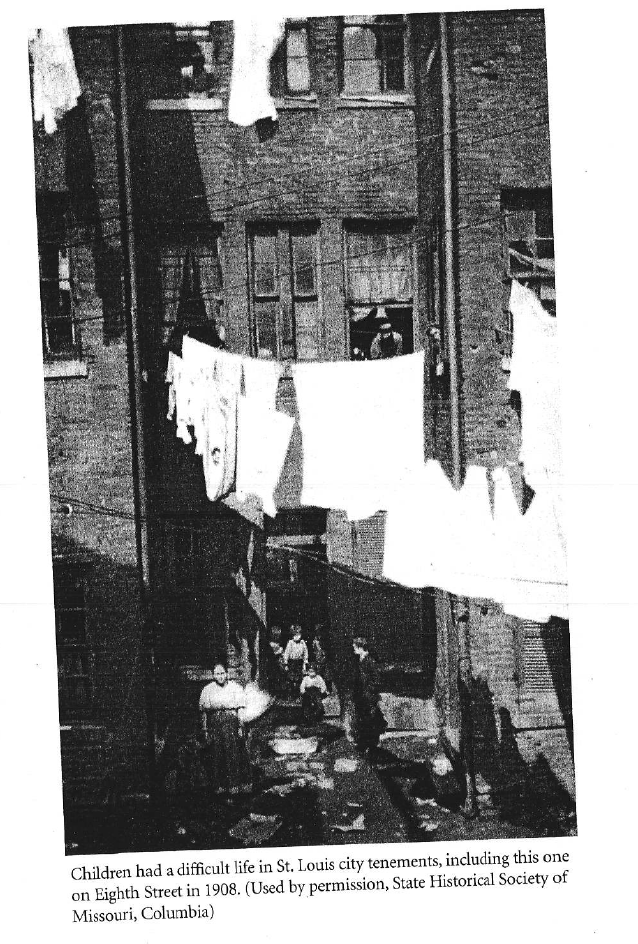 Children had a difficult life in St. Louis city tenements, including this one
on Eighth Street in 1908. (Used by permission, State Historical Society of
Missouri, Columbia)